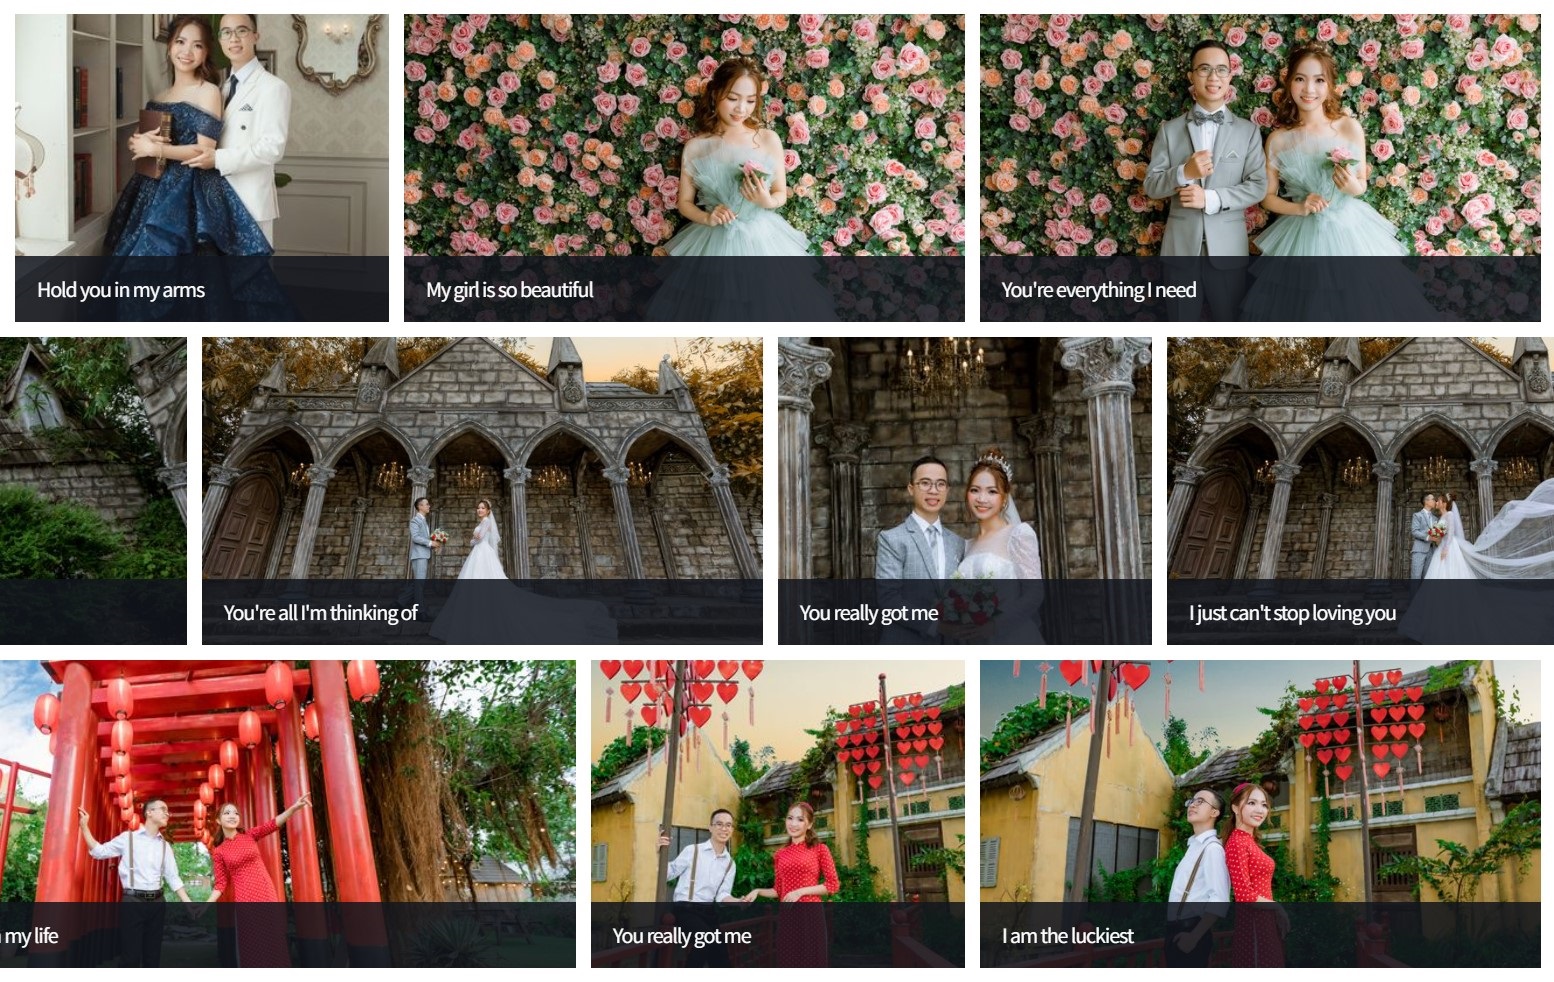 Hold you in my arms
My girl is so beautiful
You're everything I need
You're all I'm thinking of
You really got me
I just can't stop loving you
my life
You really got me
I am the luckiest